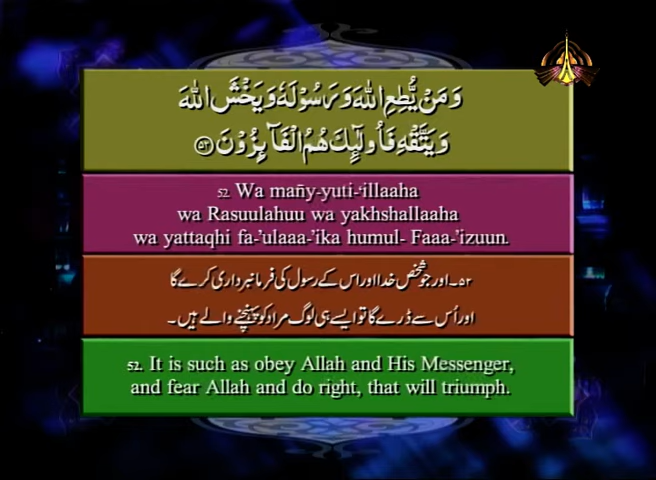 وَمَنْ يُّطِعِ اللّٰهَ وَرَسُوْلَهٗ وَيَخْشَ اللّٰهَ
وَيَتَّقْهِ فَاُولٰٓئِكَ هُمُ الْفَآئِزُوْنَ ﴿۵۲﴾
52. Wa mañy-yuti-‘illaaha
wa Rasuulahuu wa yakhshallaaha
wa yattaqhi fa-’ulaaa-’ika humul- Faaa-’izuun.
۵۲۔ اور جو شخص خدا اور اس کے رسول کی فرمانبرداری کرے گا
اور اُس سے ڈرے گا تو ایسے ہی لوگ مراد کو پہنچنے والے ہیں۔
52. It is such as obey Allah and His Messenger,
and fear Allah and do right, that will triumph.